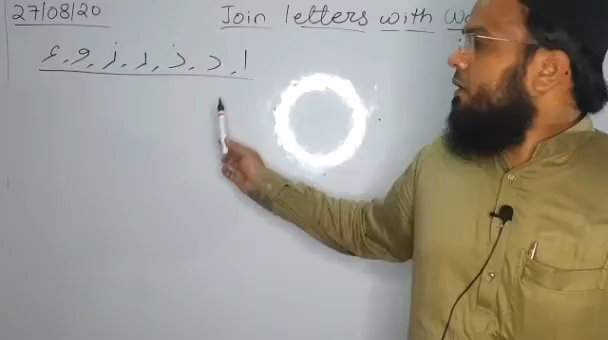 27/08/20
Join letters with
ا ، د ، ذ ، ر ، ز ، و ، ء